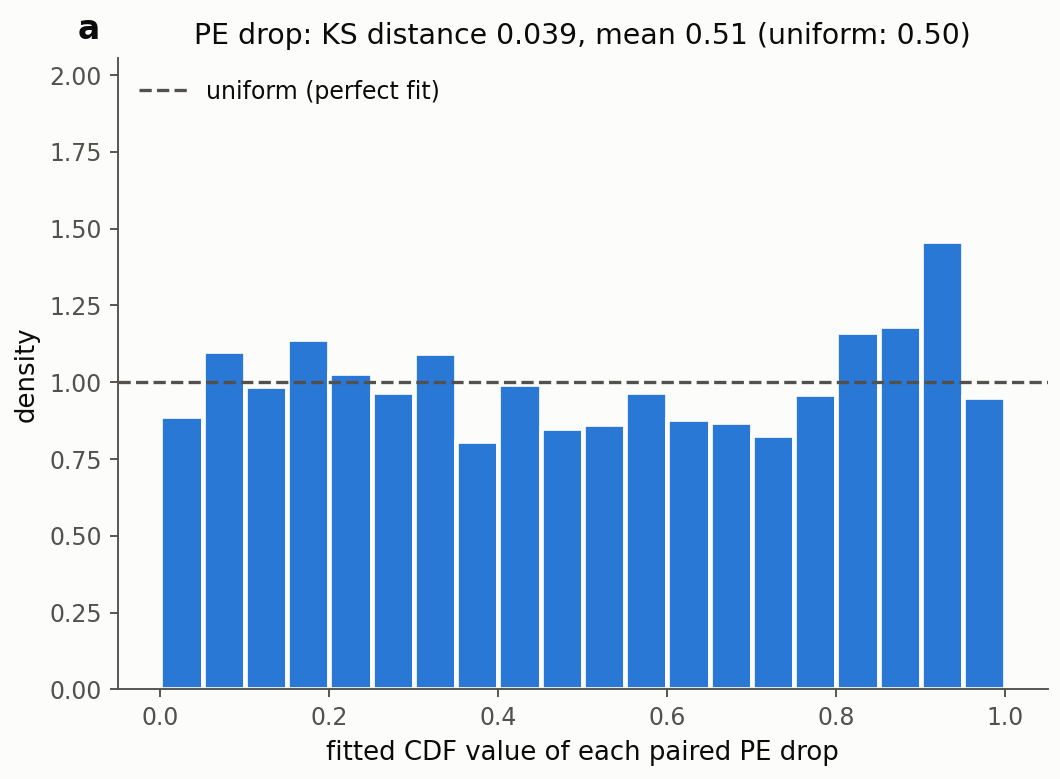 a
PE drop: KS distance 0.039, mean 0.51 (uniform: 0.50)
uniform (perfect fit)
2.00
1.75
1.50
1.25
1.00
0.75
0.50
0.25
0.00
density
0.0 0.2 0.4 0.6 0.8 1.0
fitted CDF value of each paired PE drop